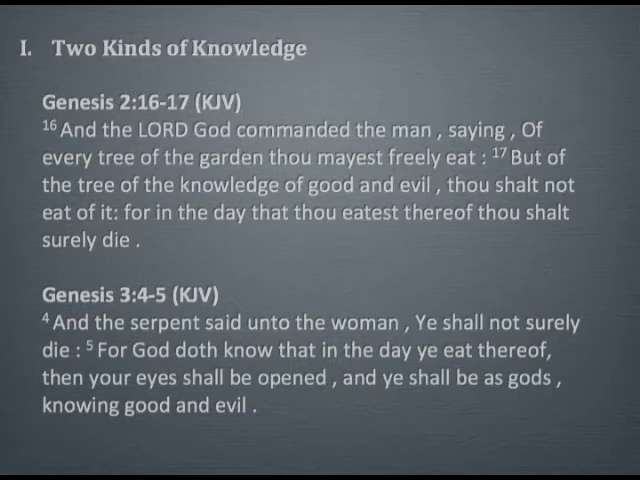 I. Two Kinds of Knowledge
Genesis 2:16-17 (KJV)
16 And the LORD God commanded the man , saying , Of
every tree of the garden thou mayest freely eat : 17 But of
the tree of the knowledge of good and evil , thou shalt not
eat of it: for in the day that thou eatest thereof thou shalt
surely die .
Genesis 3:4-5 (KJV)
4 And the serpent said unto the woman , Ye shall not surely
die : 5 For God doth know that in the day ye eat thereof,
then your eyes shall be opened , and ye shall be as gods ,
knowing good and evil .